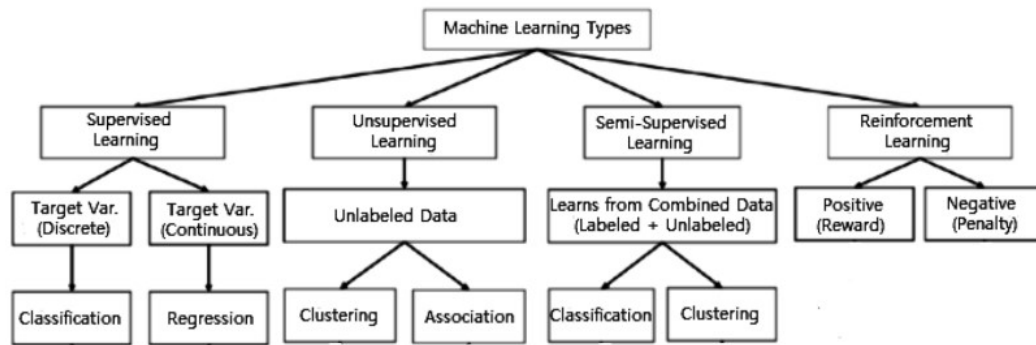 Machine Learning Types
Supervised
Learning
Unsupervised
Learning
Semi-Supervised
Learning
Reinforcement
Learning
Target Var.
(Discrete)
Target Var.
(Continuous)
Unlabeled Data
Learns from Combined Data
(Labeled + Unlabeled)
Positive
(Reward)
Negative
(Penalty)
Classification
Regression
Clustering
Association
Classification
Clustering